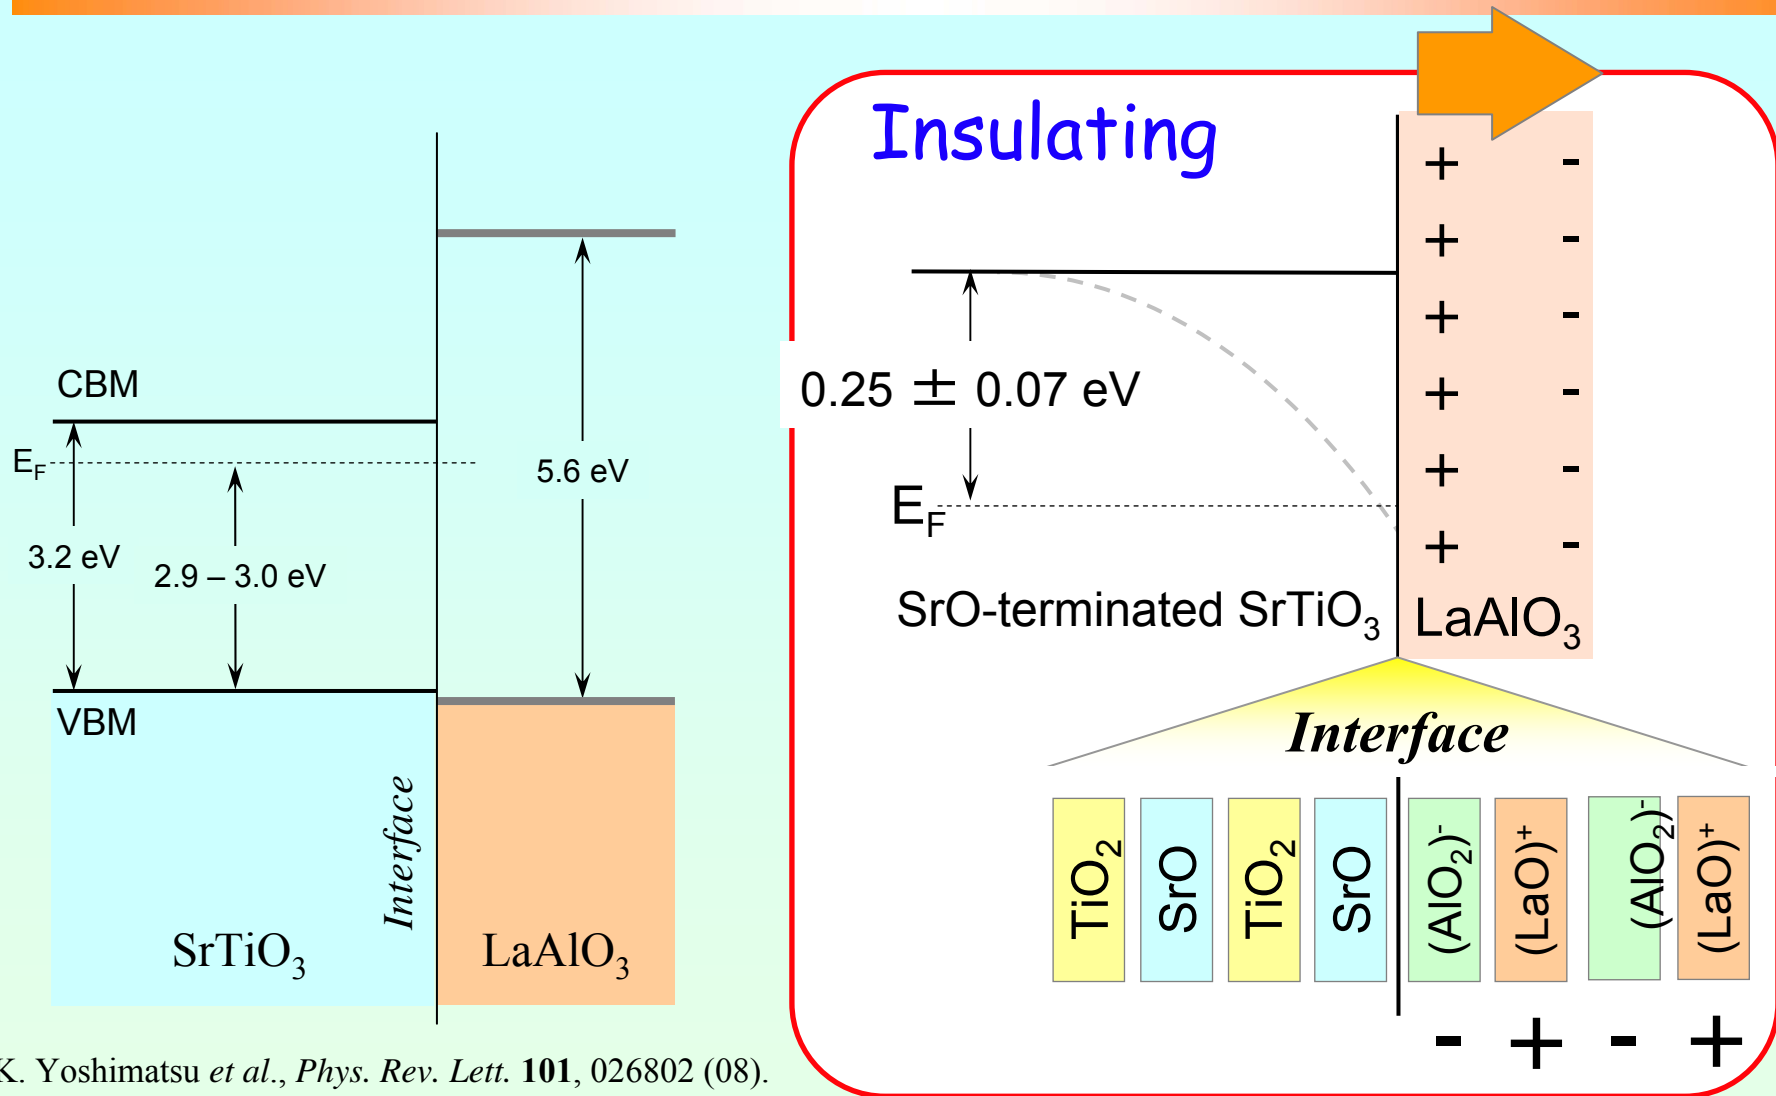 CBM
E_F
3.2 eV
2.9 – 3.0 eV
5.6 eV
VBM
Interface
SrTiO₃
LaAlO₃
K. Yoshimatsu et al., Phys. Rev. Lett. 101, 026802 (08).
Insulating
+ -
+ -
+ -
+ -
+ -
+ -
0.25 ± 0.07 eV
E_F
SrO-terminated SrTiO₃
LaAlO₃
Interface
TiO₂
SrO
TiO₂
SrO
(AlO₂)⁻
(LaO)⁺
(AlO₂)⁻
(LaO)⁺
- + - +